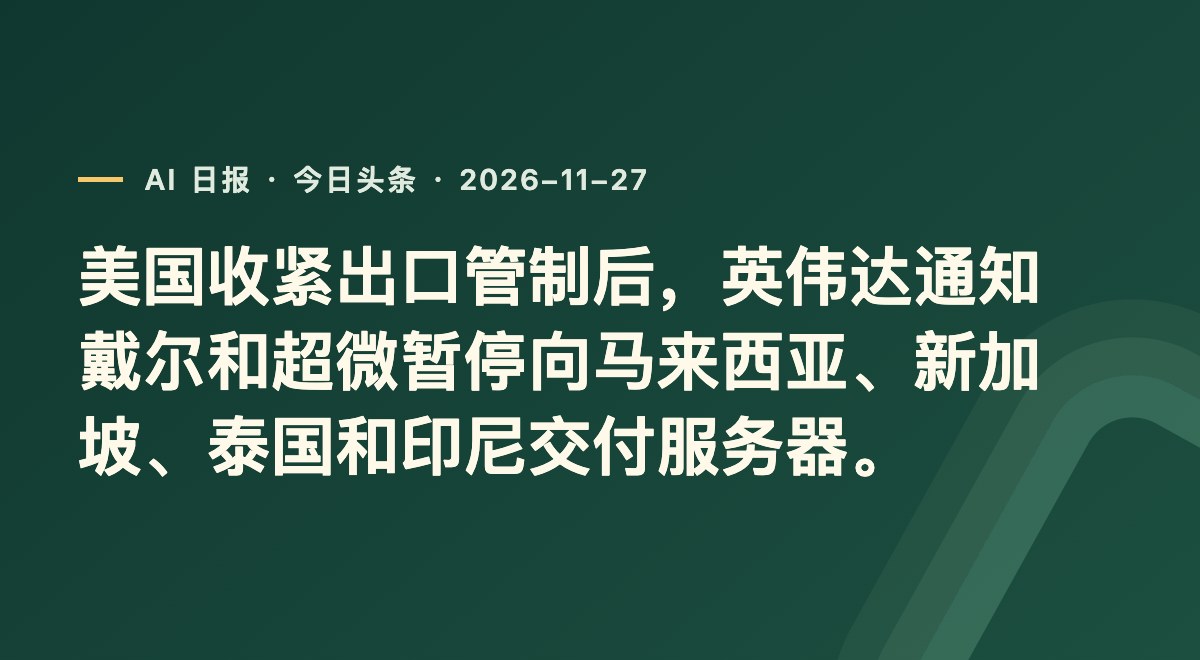 AI 日报 · 今日头条 · 2026–11–27
美国收紧出口管制后，英伟达通知
戴尔和超微暂停向马来西亚、新加
坡、泰国和印尼交付服务器。